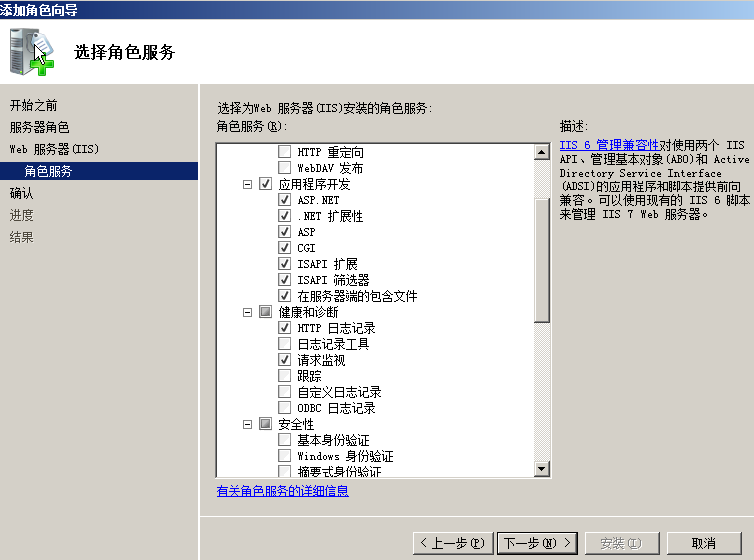 添加角色向导
选择角色服务
开始之前
服务器角色
Web 服务器(IIS)
角色服务
确认
进度
结果
选择为Web 服务器(IIS)安装的角色服务:
角色服务(R):
HTTP 重定向
WebDAV 发布
应用程序开发
ASP.NET
.NET 扩展性
ASP
CGI
ISAPI 扩展
ISAPI 筛选器
在服务器端的包含文件
健康和诊断
HTTP 日志记录
日志记录工具
请求监视
跟踪
自定义日志记录
ODBC 日志记录
安全性
基本身份验证
Windows 身份验证
摘要式身份验证
有关角色服务的详细信息
描述:
IIS 6 管理兼容性对使用两个 IIS
API、管理基本对象(ABO)和 Active
Directory Service Interface
(ADSI)的应用程序和脚本提供前向
兼容。可以使用现有的 IIS 6 脚本
来管理 IIS 7 Web 服务器。
< 上一步(P)
下一步(N) >
安装(I)
取消